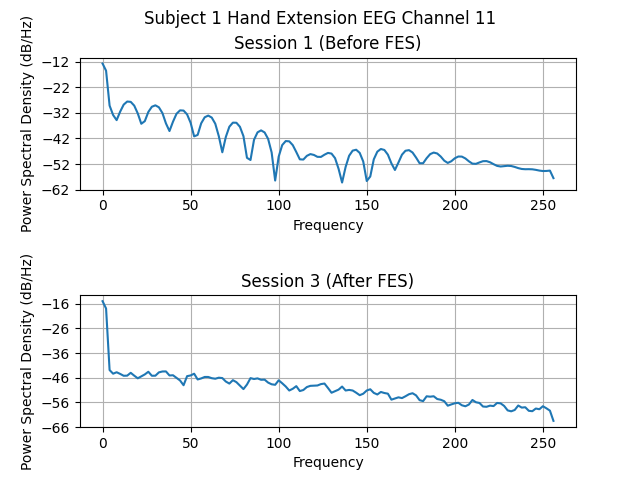 Subject 1 Hand Extension EEG Channel 11
Session 1 (Before FES)
Power Spectral Density (dB/Hz)
−12
−22
−32
−42
−52
−62
0 50 100 150 200 250
Frequency
Session 3 (After FES)
Power Spectral Density (dB/Hz)
−16
−26
−36
−46
−56
−66
0 50 100 150 200 250
Frequency